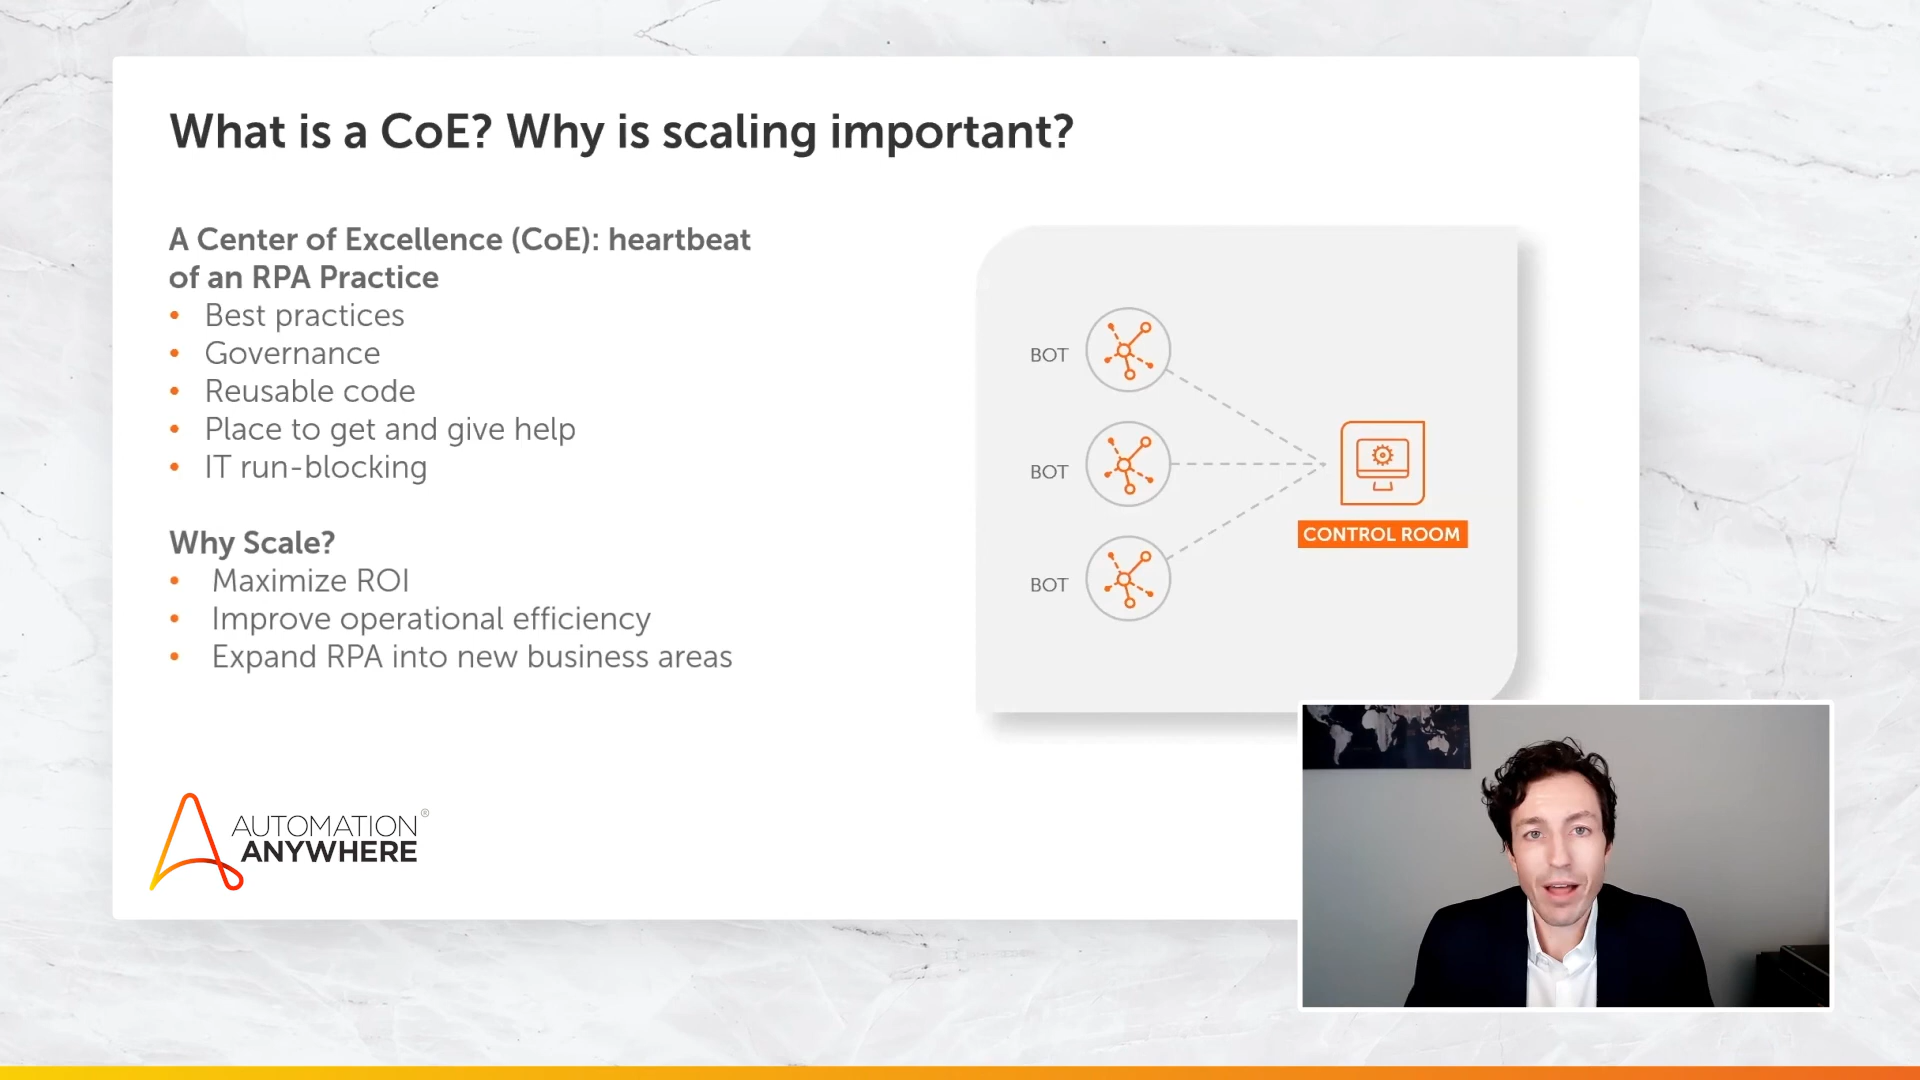 What is a CoE? Why is scaling important?
A Center of Excellence (CoE): heartbeat
of an RPA Practice
• Best practices
• Governance
• Reusable code
• Place to get and give help
• IT run-blocking
Why Scale?
• Maximize ROI
• Improve operational efficiency
• Expand RPA into new business areas
BOT
BOT
BOT
CONTROL ROOM
AUTOMATION®
ANYWHERE